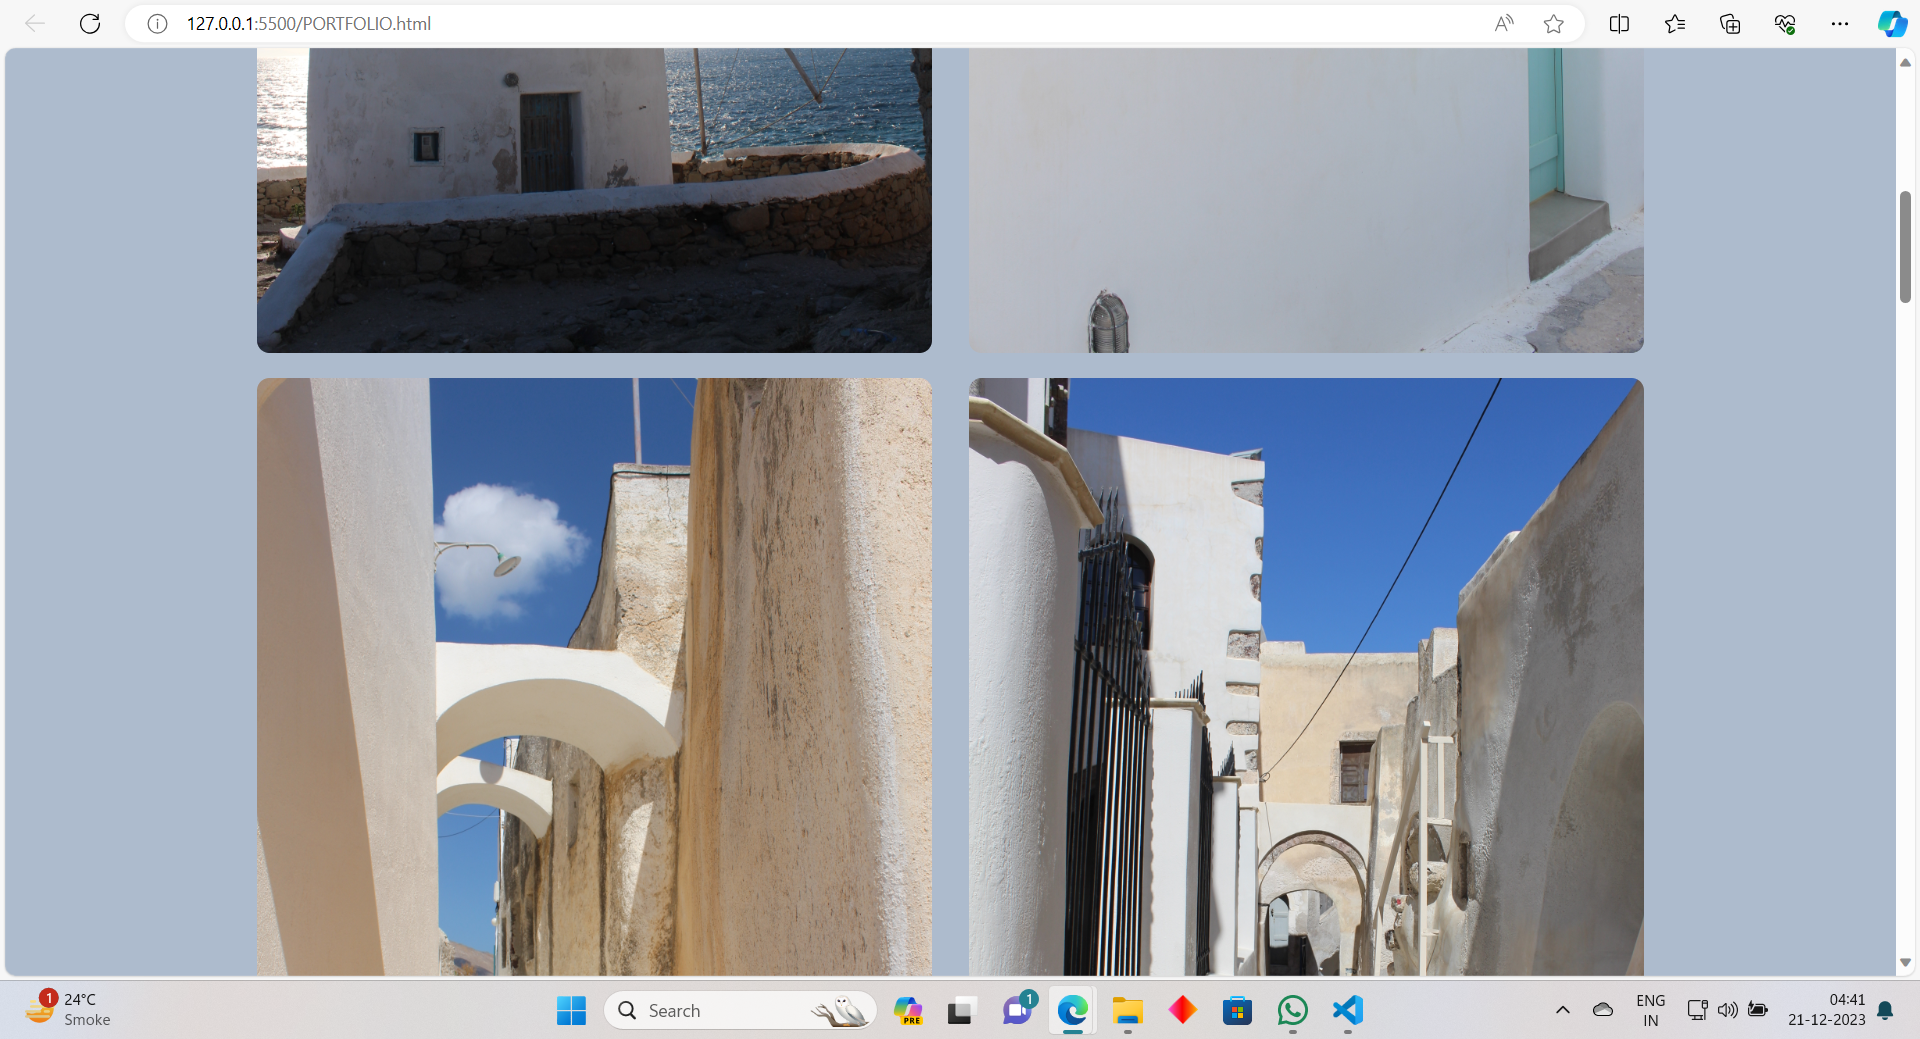 127.0.0.1:5500/PORTFOLIO.html
1
24°C
Smoke
Search
PRE
1
ENG
IN
04:41
21-12-2023